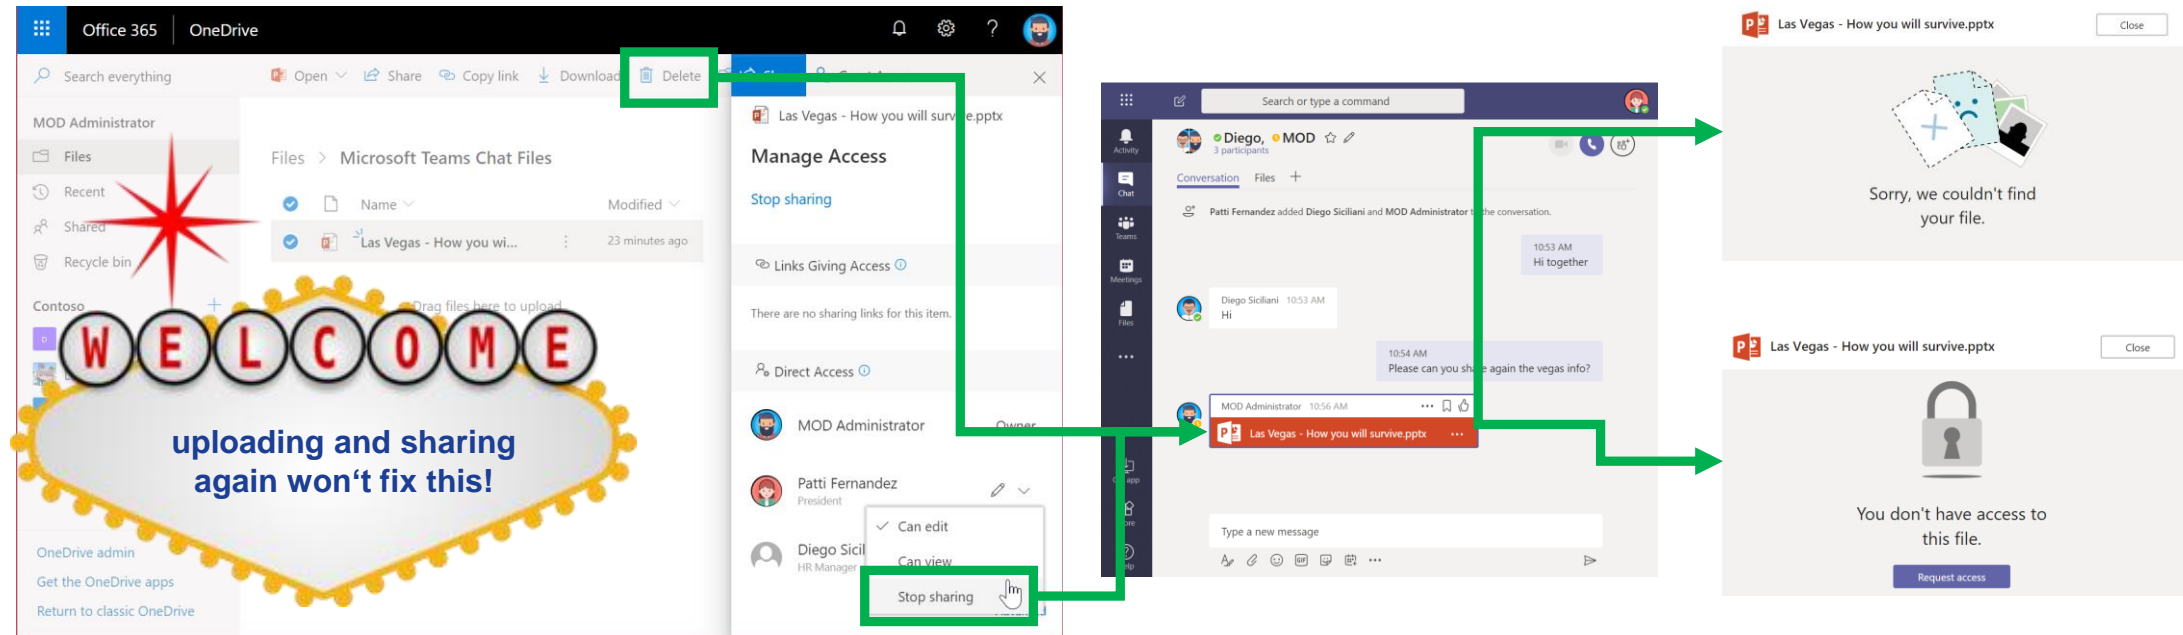 Office 365 OneDrive
Search everything
Open Share Copy link Download Delete
MOD Administrator
Files
Recent
Shared
Recycle bin
Contoso
D
OneDrive admin
Get the OneDrive apps
Return to classic OneDrive
Files > Microsoft Teams Chat Files
Name Modified
Las Vegas - How you wi... 23 minutes ago
Drag files here to upload
WELCOME
uploading and sharing
again won‘t fix this!
Las Vegas - How you will survive.pptx
Manage Access
Stop sharing
Links Giving Access
There are no sharing links for this item.
Direct Access
MOD Administrator Owner
Patti Fernandez
President
Diego Sicil
HR Manager
Can edit
Can view
Stop sharing
Search or type a command
Activity
Chat
Teams
Meetings
Files
Diego, MOD
3 participants
Conversation Files
Patti Fernandez added Diego Siciliani and MOD Administrator t the conversation.
10:53 AM
Hi together
Diego Siciliani 10:53 AM
Hi
10:54 AM
Please can you sh e again the vegas info?
MOD Administrator 10:56 AM
Las Vegas - How you will survive.pptx
Type a new message
GIF
Las Vegas - How you will survive.pptx Close
Sorry, we couldn't find
your file.
Las Vegas - How you will survive.pptx Close
You don't have access to
this file.
Request access